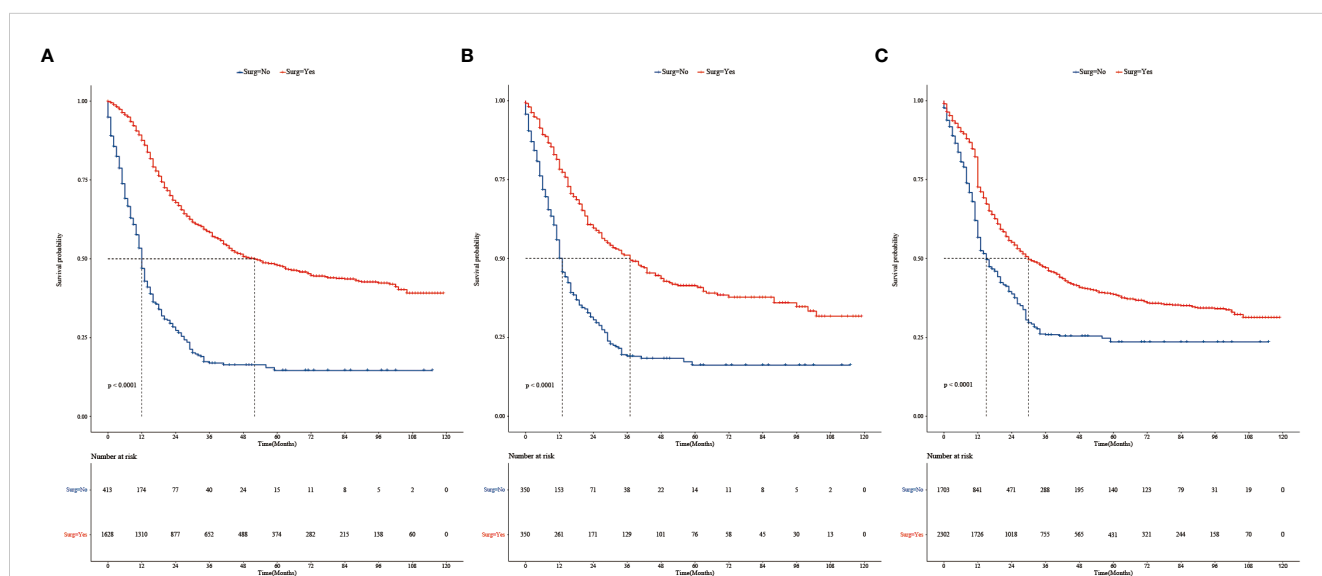 A
Surg=No Surg=Yes
1.00
0.75
0.50
0.25
0.00
Survival probability
p < 0.0001
0 12 24 36 48 60 72 84 96 108 120
Time(Months)
Number at risk
Surg=No 413 174 77 40 24 15 11 8 5 2 0
Surg=Yes 1628 1310 877 652 488 374 282 215 138 60 0
0 12 24 36 48 60 72 84 96 108 120
Time(Months)
B
Surg=No Surg=Yes
1.00
0.75
0.50
0.25
0.00
Survival probability
p < 0.0001
0 12 24 36 48 60 72 84 96 108 120
Time(Months)
Number at risk
Surg=No 350 153 71 38 22 14 11 8 5 2 0
Surg=Yes 350 261 171 129 101 76 58 45 30 13 0
0 12 24 36 48 60 72 84 96 108 120
Time(Months)
C
Surg=No Surg=Yes
1.00
0.75
0.50
0.25
0.00
Survival probability
p < 0.0001
0 12 24 36 48 60 72 84 96 108 120
Time(Months)
Number at risk
Surg=No 1703 841 471 288 195 140 123 79 31 19 0
Surg=Yes 2302 1726 1018 755 565 431 321 244 158 70 0
0 12 24 36 48 60 72 84 96 108 120
Time(Months)